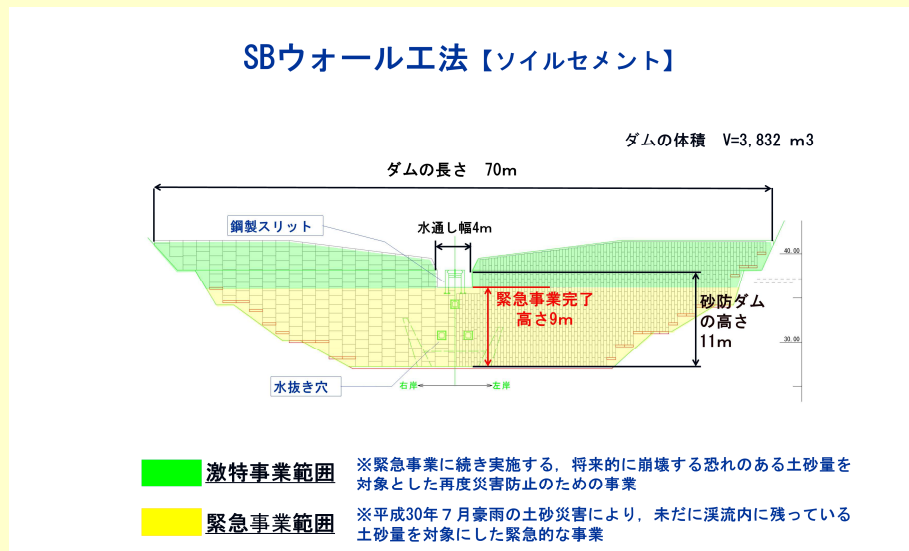 SBウォール工法【ソイルセメント】
ダムの体積 V=3,832 m3
ダムの長さ 70m
鋼製スリット
水通し幅4m
40.00
緊急事業完了
高さ9m
砂防ダム
の高さ
11m
30.00
水抜き穴
右岸
左岸
激特事業範囲
※緊急事業に続き実施する,将来的に崩壊する恐れのある土砂量を
対象とした再度災害防止のための事業
緊急事業範囲
※平成30年7月豪雨の土砂災害により,未だに渓流内に残っている
土砂量を対象にした緊急的な事業